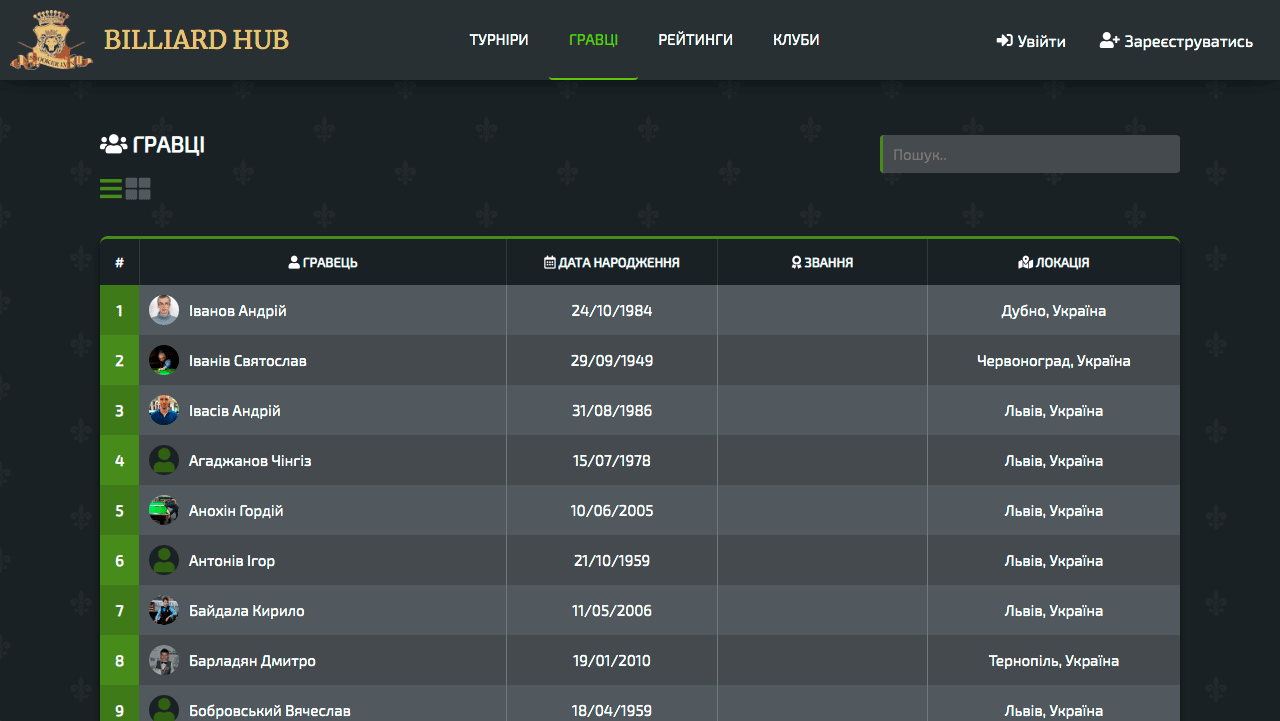 BILLIARD HUB ТУРНІРИ ГРАВЦІ РЕЙТИНГИ КЛУБИ Увійти Зареєструватись
ГРАВЦІ Пошук..
# ГРАВЕЦЬ ДАТА НАРОДЖЕННЯ ЗВАННЯ ЛОКАЦІЯ
1 Іванов Андрій 24/10/1984 Дубно, Україна
2 Іванів Святослав 29/09/1949 Червоноград, Україна
3 Івасів Андрій 31/08/1986 Львів, Україна
4 Агаджанов Чінгіз 15/07/1978 Львів, Україна
5 Анохін Гордій 10/06/2005 Львів, Україна
6 Антонів Ігор 21/10/1959 Львів, Україна
7 Байдала Кирило 11/05/2006 Львів, Україна
8 Барладян Дмитро 19/01/2010 Тернопіль, Україна
9 Бобровський Вячеслав 18/04/1959 Львів, Україна